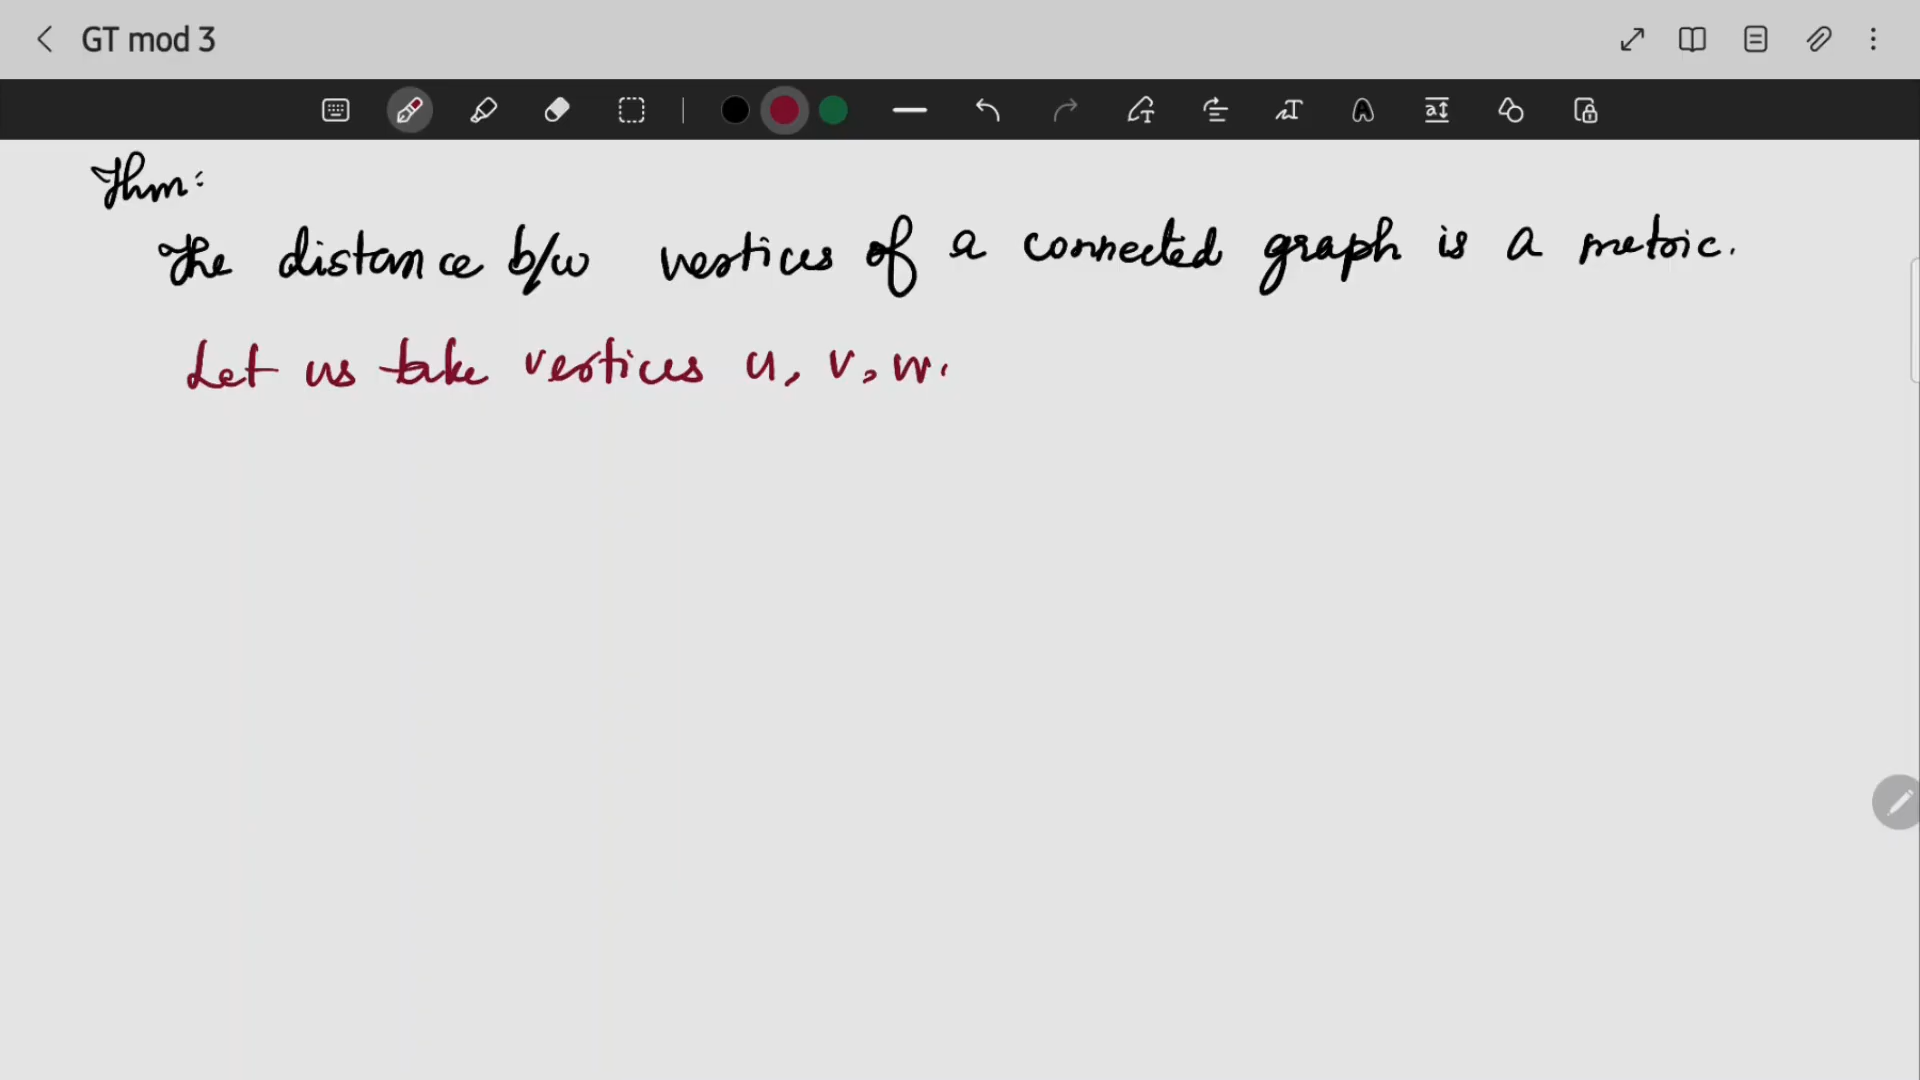 GT mod 3
Thm:
The distance b/w vertices of a connected graph is a metric.
Let us take vertices u, v, w.